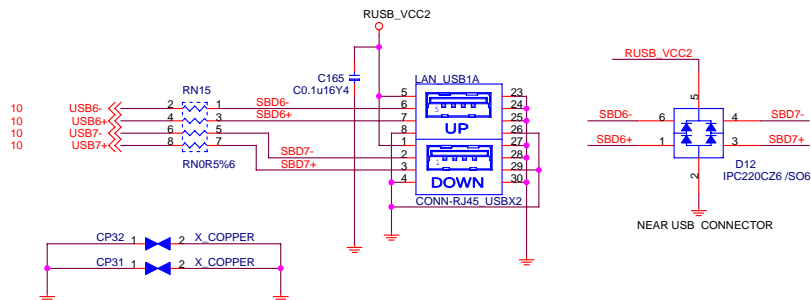 RUSB_VCC2
RN15
C165
C0.1u16Y4
LAN_USB1A
RUSB_VCC2
10 USB6- 2 1 SBD6- 5 23
10 USB6+ 4 3 SBD6+ 6 24
10 USB7- 6 5 7 25
10 USB7+ 8 7 8 26
5
UP
RN0R5%6
SBD7-
SBD7+
1 27
2 28
3 29
4 30
1
DOWN
CONN-RJ45_USBX2
5
SBD6- 6 4 SBD7-
SBD6+ 1 3 SBD7+
2
D12
IPC220CZ6 /SO6
NEAR USB CONNECTOR
CP32 1 2 X_COPPER
CP31 1 2 X_COPPER